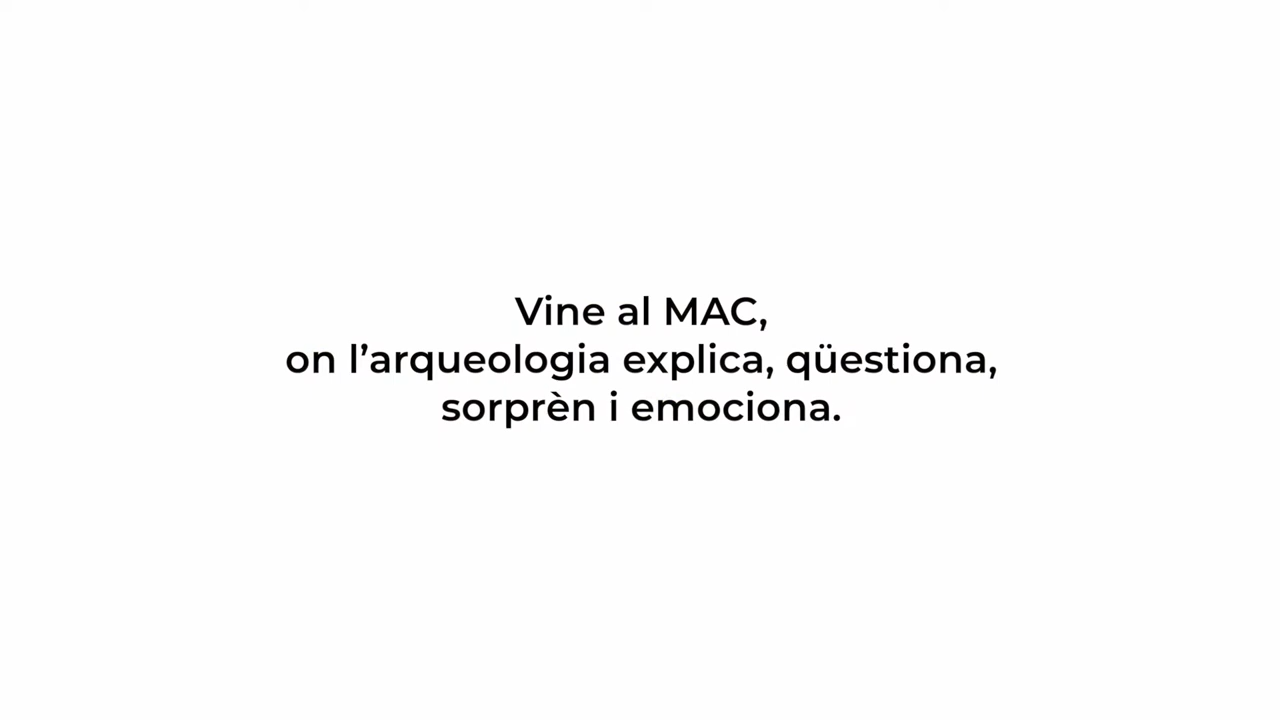 Vine al MAC,
on l’arqueologia explica, qüestiona,
sorprèn i emociona.